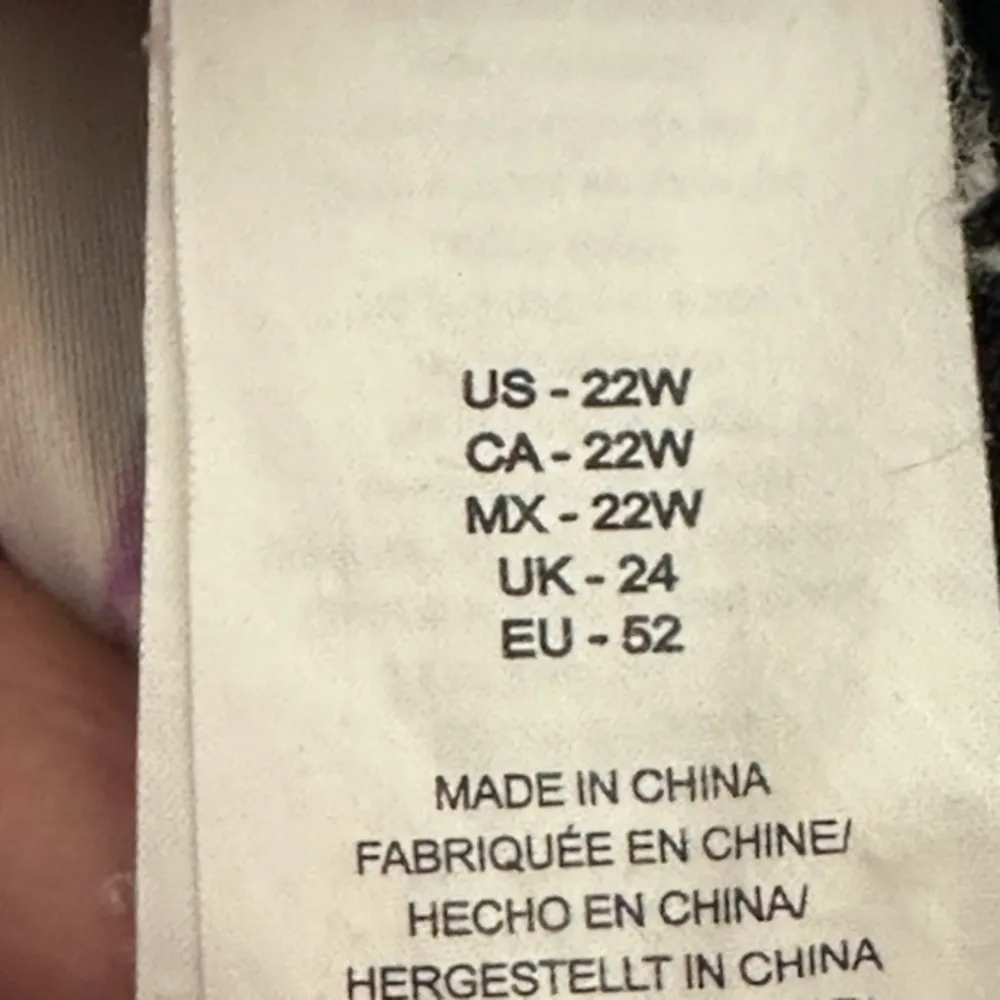 US - 22W
CA - 22W
MX - 22W
UK - 24
EU - 52
MADE IN CHINA
FABRIQUÉE EN CHINE/
HECHO EN CHINA/
HERGESTELLT IN CHINA